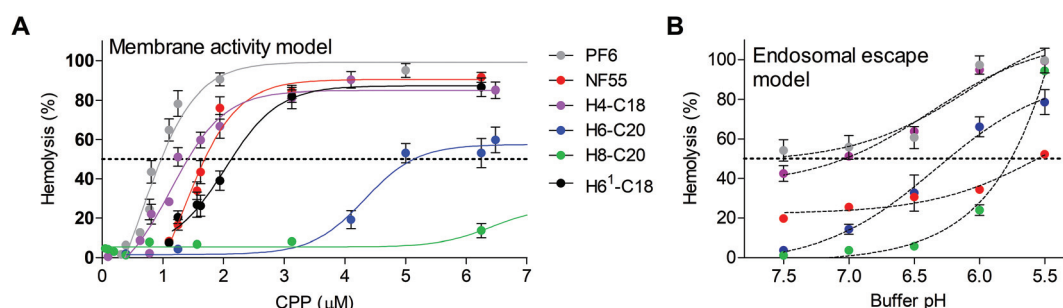 A
Membrane activity model
Hemolysis (%)
100
80
60
40
20
0
0 1 2 3 4 5 6 7
CPP (μM)
PF6
NF55
H4-C18
H6-C20
H8-C20
H6¹-C18
B
Endosomal escape
model
Hemolysis (%)
100
80
60
40
20
0
7.5 7.0 6.5 6.0 5.5
Buffer pH